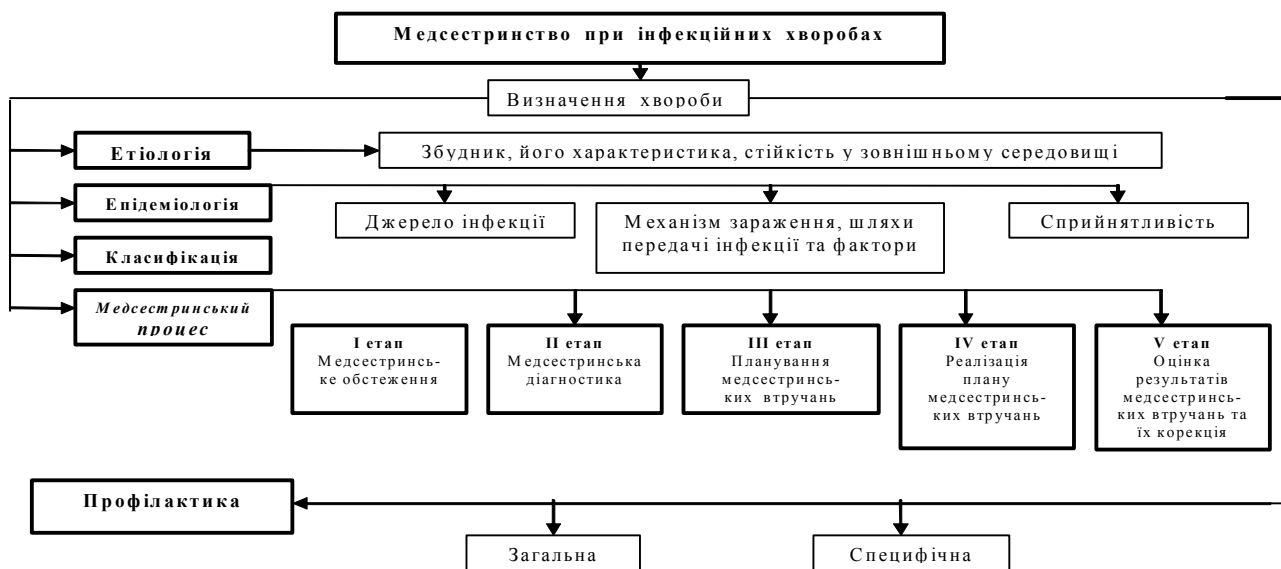 Медсестринство при інфекційних хворобах
Визначення хвороби
Етіологія
Збудник, його характеристика, стійкість у зовнішньому середовищі
Епідеміологія
Джерело інфекції
Механізм зараження, шляхи
передачі інфекції та фактори
Сприйнятливість
Класифікація
Медсестринський
процес
І етап
Медсестринсь-
ке обстеження
ІІ етап
Медсестринська
діагностика
ІІІ етап
Планування
медсестринсь-
ких втручань
IV етап
Реалізація
плану
медсестринсь-
ких втручань
V етап
Оцінка
результатів
медсестринсь-
ких втручань та
їх корекція
Профілактика
Загальна
Специфічна